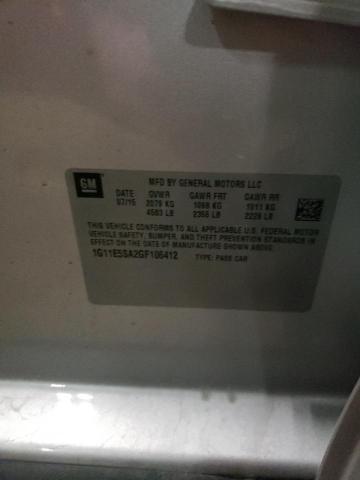 GM
MFD BY GENERAL MOTORS LLC
DATE GVWR GAWR FRT GAWR RR
07/15 2079 KG 1068 KG 1011 KG
4583 LB 2355 LB 2228 LB
THIS VEHICLE CONFORMS TO ALL APPLICABLE U.S. FEDERAL MOTOR
VEHICLE SAFETY, BUMPER, AND THEFT PREVENTION STANDARDS IN
EFFECT ON THE DATE OF MANUFACTURE SHOWN ABOVE.
1G11E5SA2GF106412 TYPE: PASS CAR